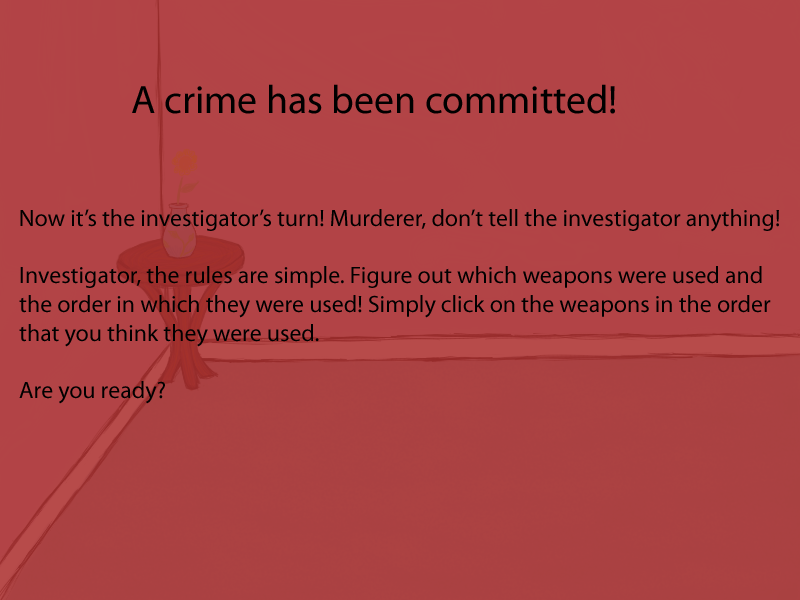 A crime has been committed!
Now it’s the investigator’s turn! Murderer, don’t tell the investigator anything!
Investigator, the rules are simple. Figure out which weapons were used and
the order in which they were used! Simply click on the weapons in the order
that you think they were used.
Are you ready?